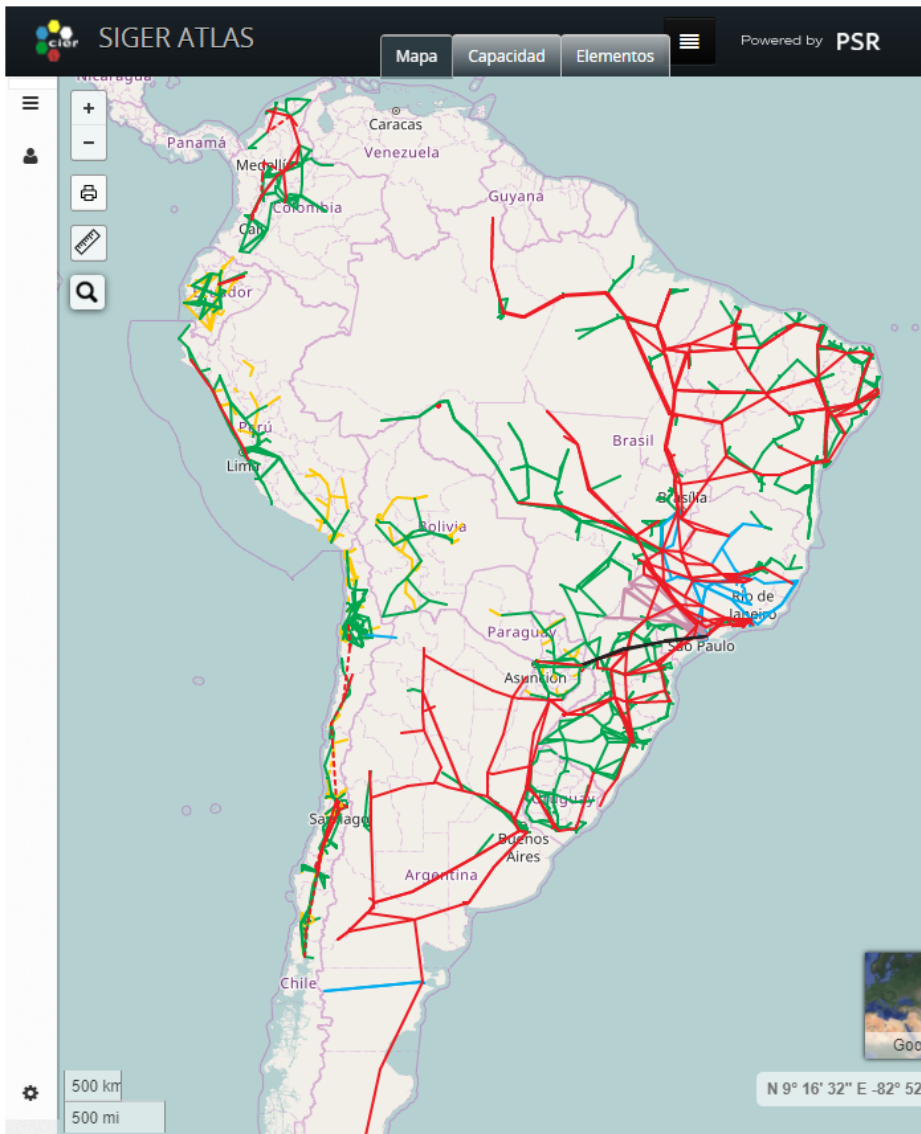 cier
SIGER ATLAS
Mapa
Capacidad
Elementos
Powered by PSR
Nicaragua
Panamá
Caracas
Venezuela
Medellín
Colombia
Cali
Guyana
Ecuador
Perú
Lima
Brasil
Brasília
Bolivia
Rio de
Janeiro
São Paulo
Paraguay
Asunción
Uruguay
Santiago
Buenos
Aires
Argentina
Chile
Goo
500 km
500 mi
N 9° 16' 32" E -82° 52